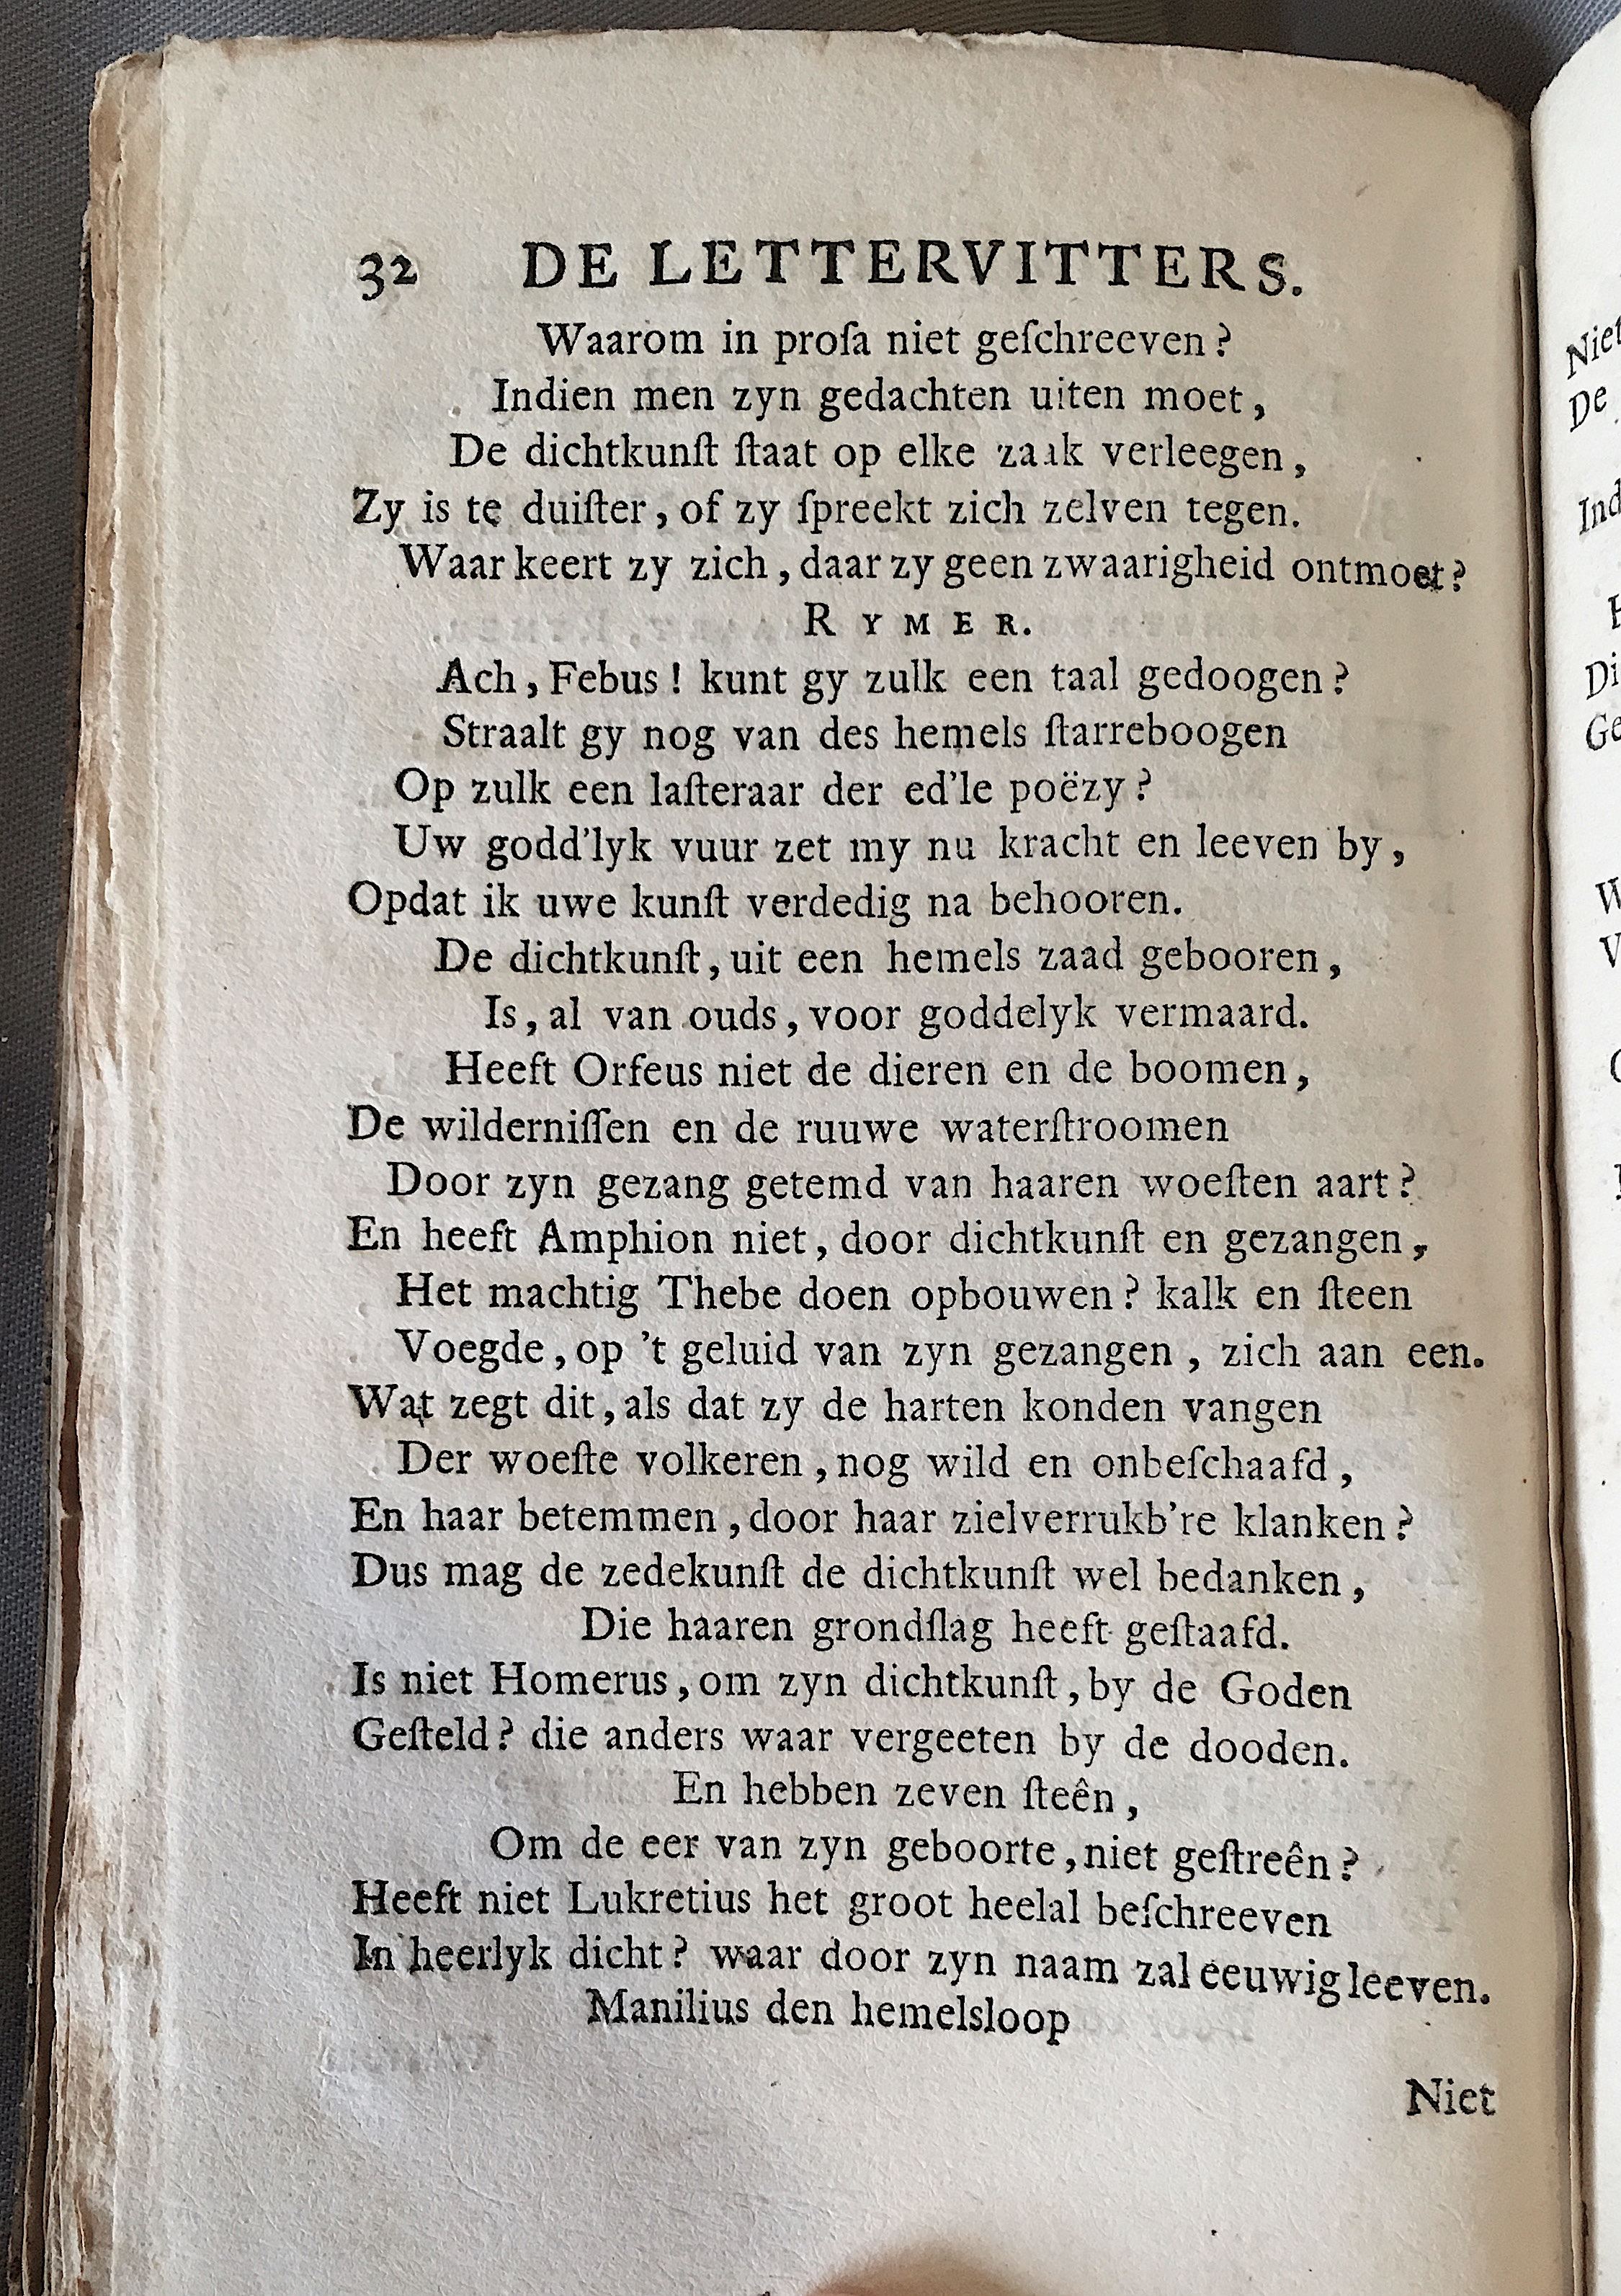 32 DE LETTERVITTERS.
Waarom in proſa niet geſchreeven?
Indien men zyn gedachten uiten moet,
De dichtkunſt ſtaat op elke zaak verleegen,
Zy is te duiſter, of zy ſpreekt zich zelven tegen.
Waar keert zy zich, daar zy geen zwaarigheid ontmoet?
RYMER.
Ach, Febus! kunt gy zulk een taal gedoogen?
Straalt gy nog van des hemels ſtarreboogen
Op zulk een laſteraar der ed'le poëzy?
Uw godd'lyk vuur zet my nu kracht en leeven by,
Opdat ik uwe kunſt verdedig na behooren.
De dichtkunſt, uit een hemels zaad gebooren,
Is, al van ouds, voor goddelyk vermaard.
Heeft Orfeus niet de dieren en de boomen,
De wilderniſſen en de ruuwe waterſtroomen
Door zyn gezang getemd van haaren woeſten aart?
En heeft Amphion niet, door dichtkunſt en gezangen,
Het machtig Thebe doen opbouwen? kalk en ſteen
Voegde, op 't geluid van zyn gezangen, zich aan een.
Wat zegt dit, als dat zy de harten konden vangen
Der woeſte volkeren, nog wild en onbeſchaafd,
En haar betemmen, door haar zielverrukb're klanken?
Dus mag de zedekunſt de dichtkunſt wel bedanken,
Die haaren grondſlag heeft geſtaafd.
Is niet Homerus, om zyn dichtkunſt, by de Goden
Geſteld? die anders waar vergeeten by de dooden.
En hebben zeven ſteên,
Om de eer van zyn geboorte, niet geſtreên?
Heeft niet Lukretius het groot heelal beſchreeven
In heerlyk dicht? waar door zyn naam zal eeuwig leeven.
Manilius den hemelsloop
Niet